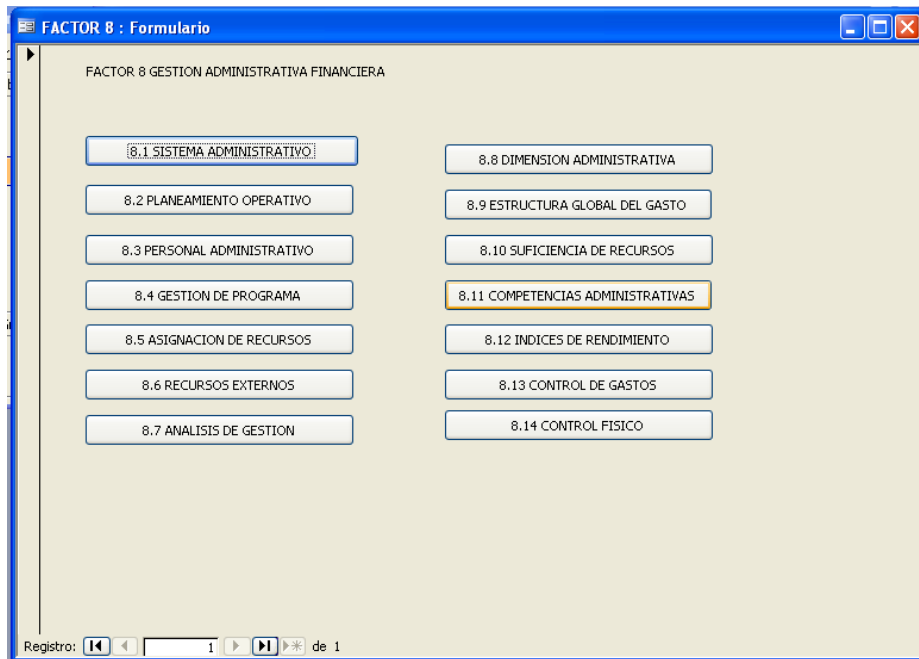 FACTOR 8 : Formulario
FACTOR 8 GESTION ADMINISTRATIVA FINANCIERA
8.1 SISTEMA ADMINISTRATIVO
8.2 PLANEAMIENTO OPERATIVO
8.3 PERSONAL ADMINISTRATIVO
8.4 GESTION DE PROGRAMA
8.5 ASIGNACION DE RECURSOS
8.6 RECURSOS EXTERNOS
8.7 ANALISIS DE GESTION
8.8 DIMENSION ADMINISTRATIVA
8.9 ESTRUCTURA GLOBAL DEL GASTO
8.10 SUFICIENCIA DE RECURSOS
8.11 COMPETENCIAS ADMINISTRATIVAS
8.12 INDICES DE RENDIMIENTO
8.13 CONTROL DE GASTOS
8.14 CONTROL FISICO
Registro: 1 de 1